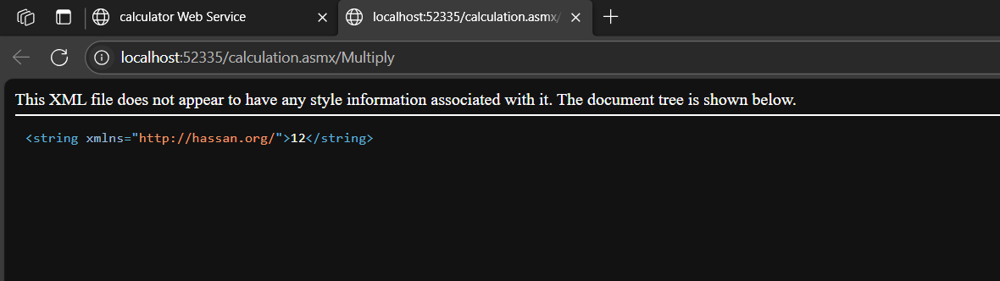 calculator Web Service
localhost:52335/calculation.asmx/
localhost:52335/calculation.asmx/Multiply
This XML file does not appear to have any style information associated with it. The document tree is shown below.
<string xmlns="http://hassan.org/">12</string>